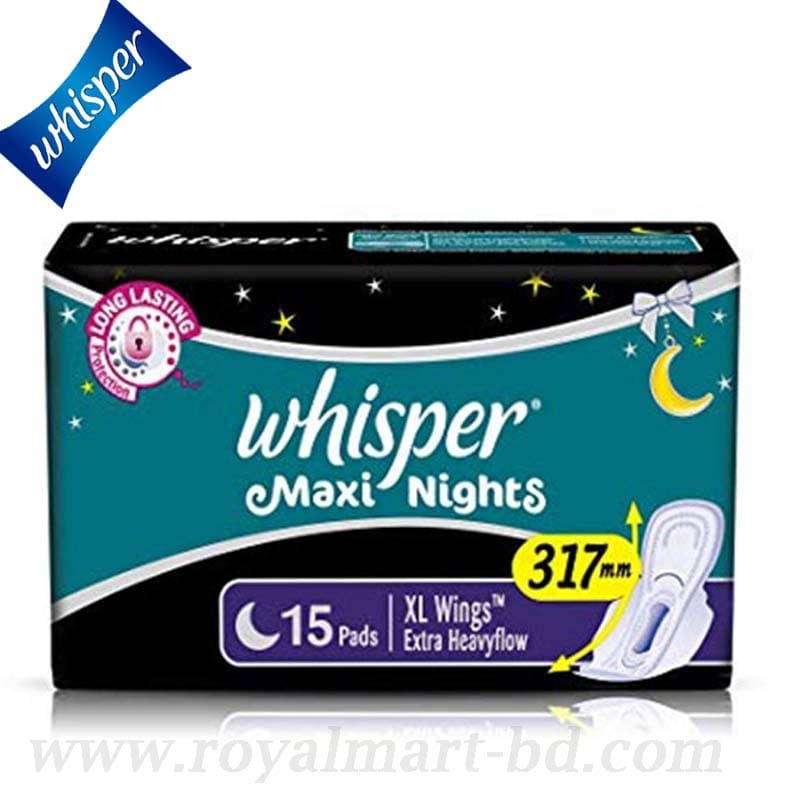 whisper
whisper
LONG LASTING
Protection
whisper®
Maxi Nights
317mm
15 Pads
XL Wings™
Extra Heavyflow
www.royalmart-bd.com